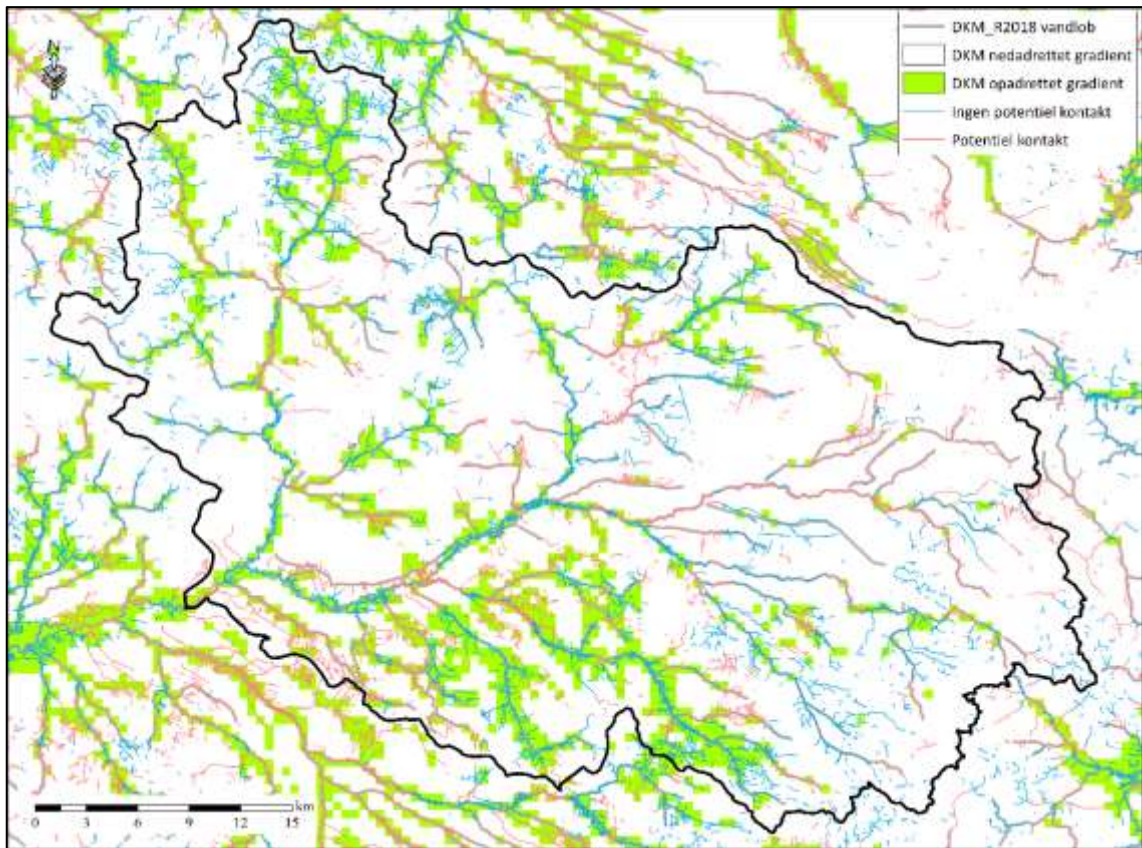 DKM_R2018 vandløb
DKM nedadrettet gradient
DKM opadrettet gradient
Ingen potentiel kontakt
Potentiel kontakt
N
km
0 3 6 9 12 15